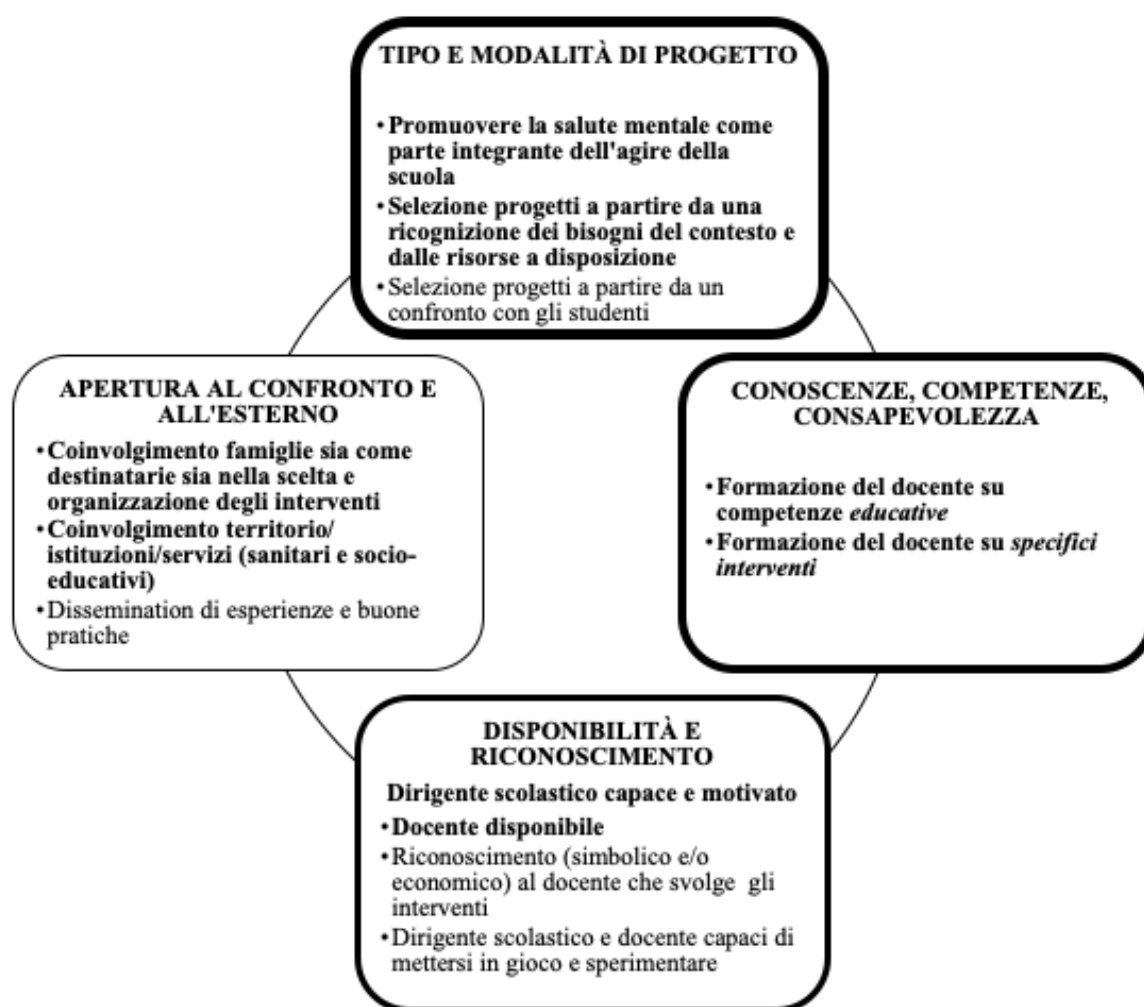 TIPO E MODALITÀ DI PROGETTO
•Promuovere la salute mentale come
parte integrante dell'agire della
scuola
•Selezione progetti a partire da una
ricognizione dei bisogni del contesto e
dalle risorse a disposizione
•Selezione progetti a partire da un
confronto con gli studenti
APERTURA AL CONFRONTO E
ALL'ESTERNO
•Coinvolgimento famiglie sia come
destinatarie sia nella scelta e
organizzazione degli interventi
•Coinvolgimento territorio/
istituzioni/servizi (sanitari e socio-
educativi)
•Dissemination di esperienze e buone
pratiche
CONOSCENZE, COMPETENZE,
CONSAPEVOLEZZA
•Formazione del docente su
competenze educative
•Formazione del docente su specifici
interventi
DISPONIBILITÀ E
RICONOSCIMENTO
Dirigente scolastico capace e motivato
•Docente disponibile
•Riconoscimento (simbolico e/o
economico) al docente che svolge gli
interventi
•Dirigente scolastico e docente capaci di
mettersi in gioco e sperimentare